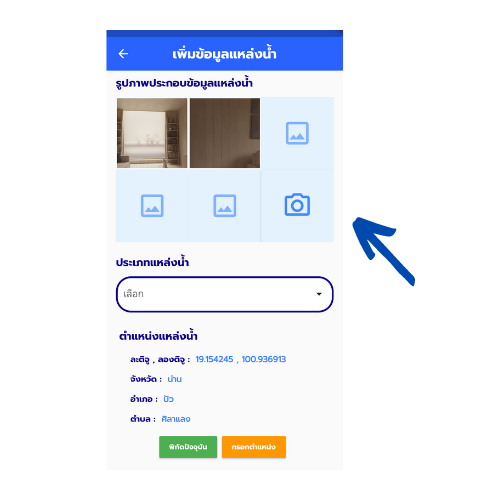 เพิ่มข้อมูลแหล่งน้ำ
รูปภาพประกอบข้อมูลแหล่งน้ำ
ประเภทแหล่งน้ำ
เลือก
ตำแหน่งแหล่งน้ำ
ละติจู , ลองติจู : 19.154245 , 100.936913
จังหวัด : น่าน
อำเภอ : ปัว
ตำบล : ศิลาแลง
พิกัดปัจจุบัน กรอกตำแหน่ง